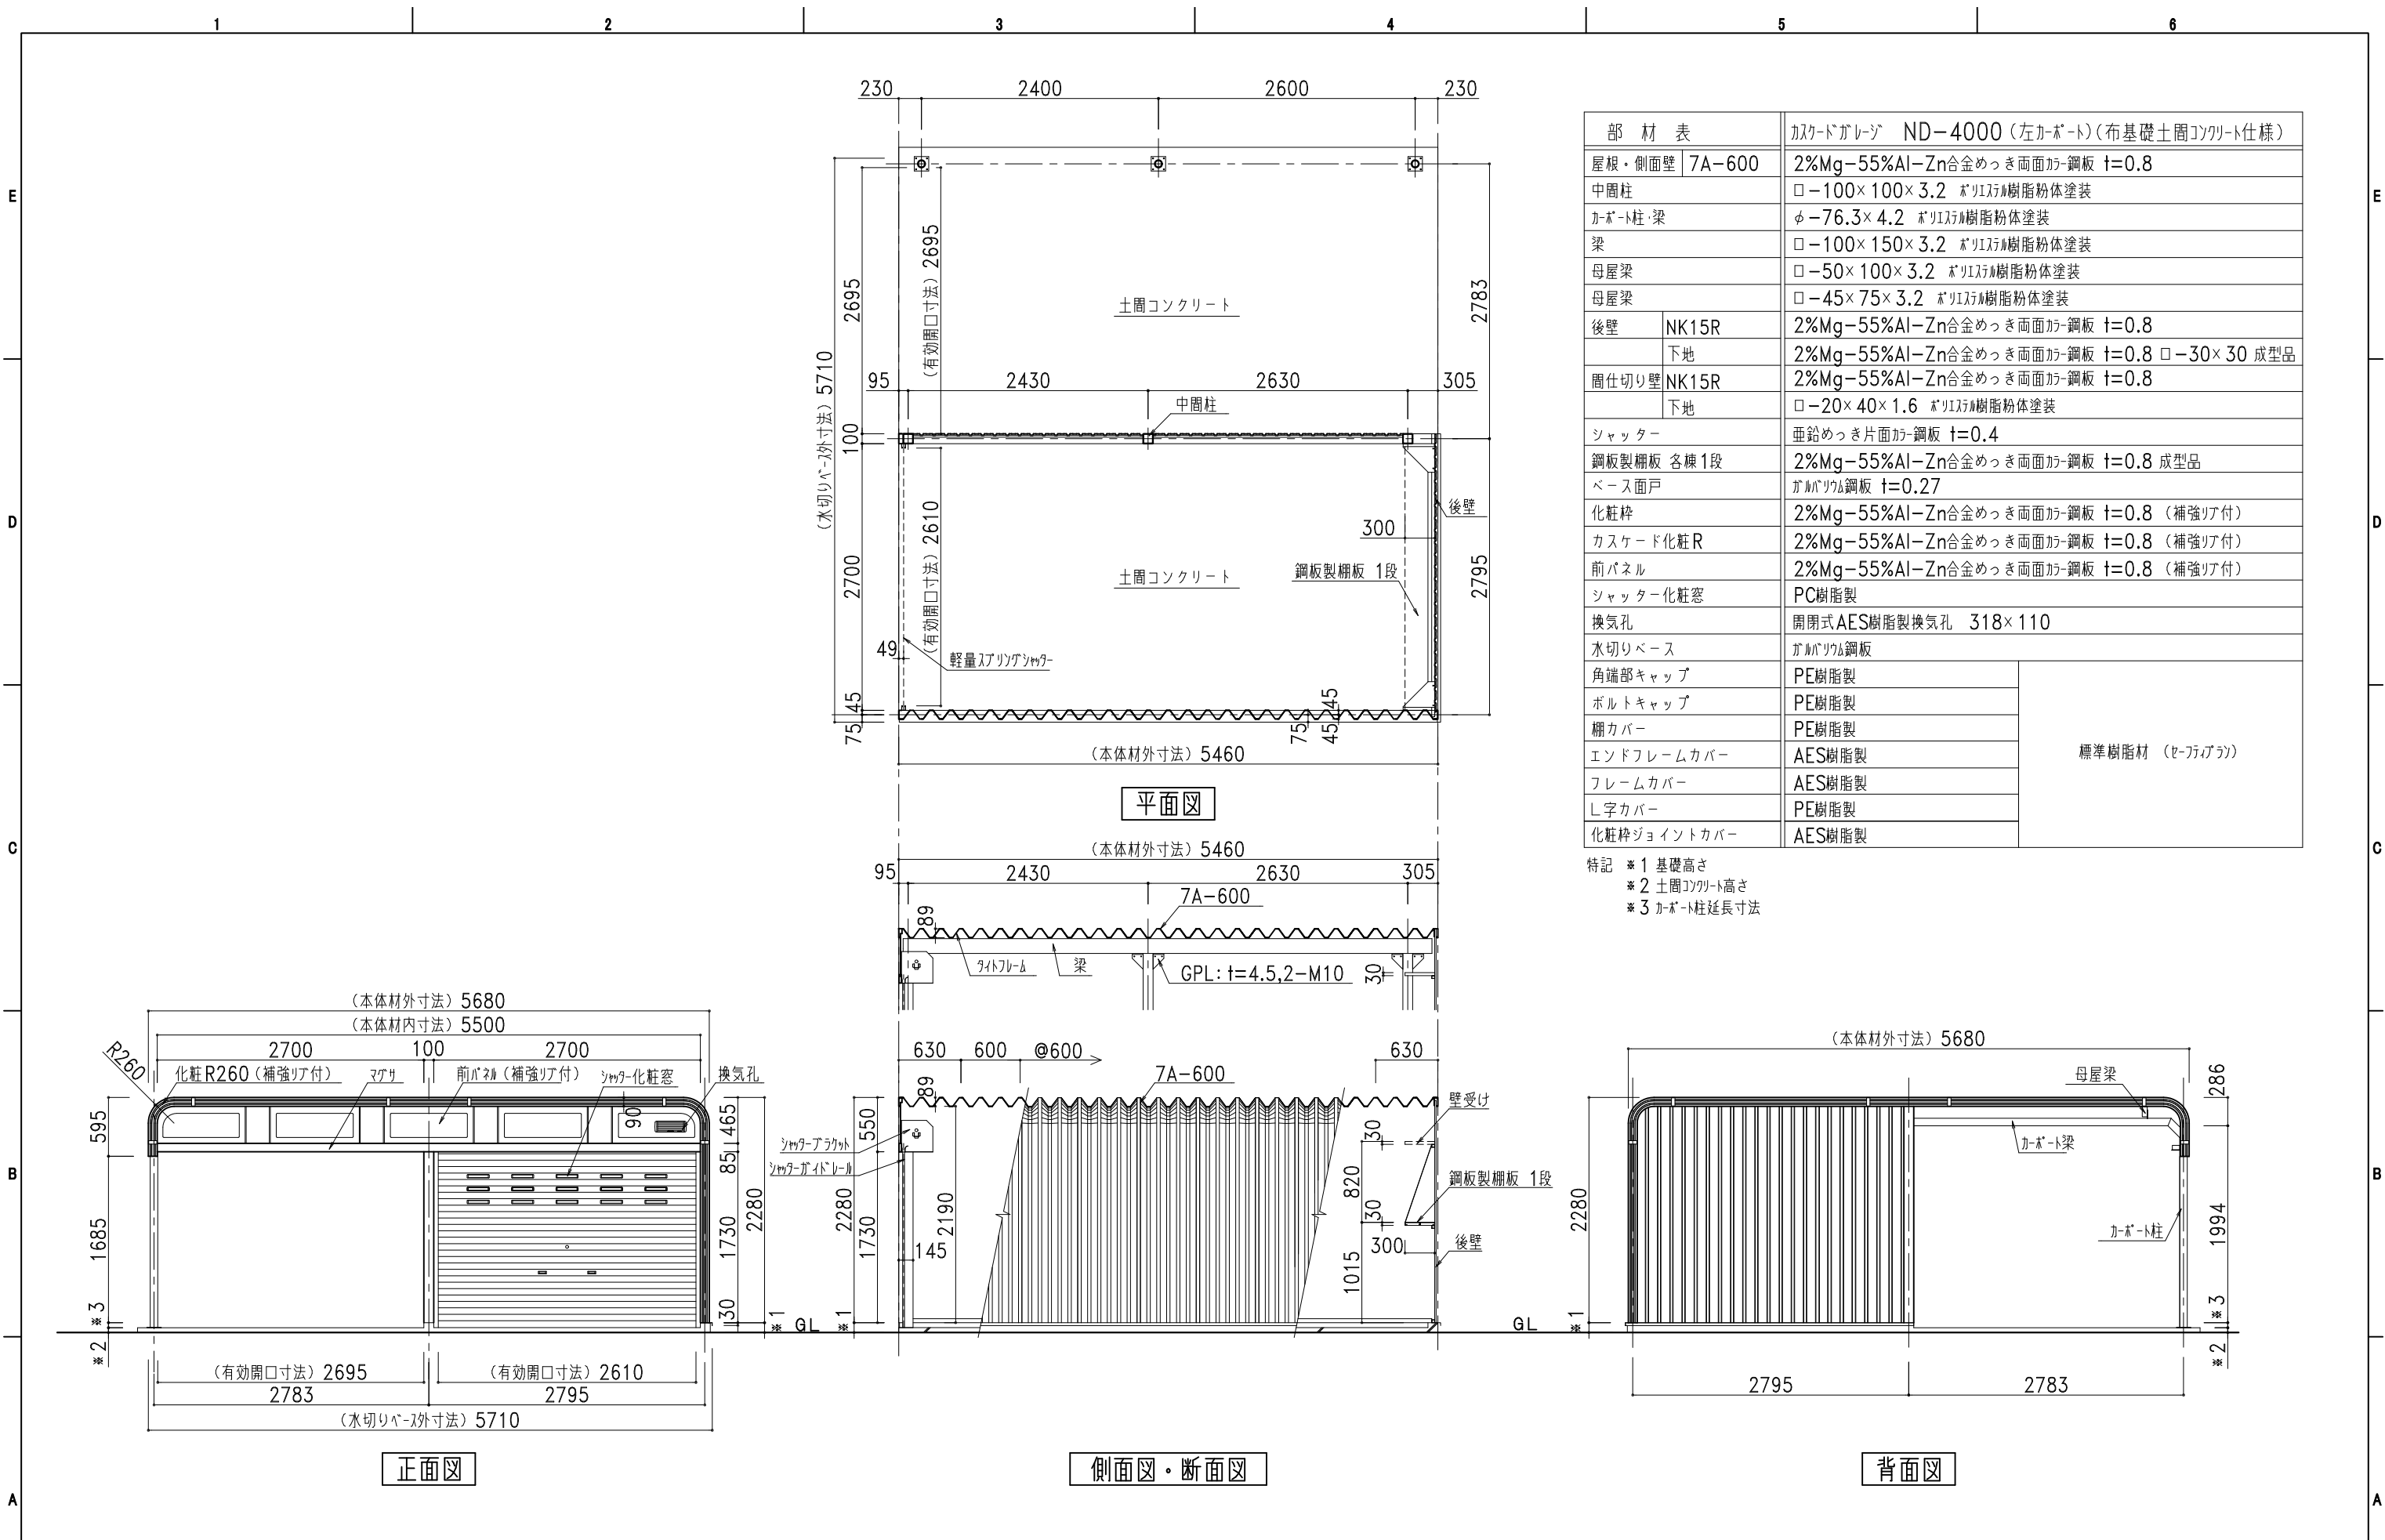 1 2 3 4 5 6
E
D
C
B
A
E
D
C
B
A
230 2400 2600 230
(水切りベース外寸法) 5710
2695
(有効開口寸法) 2695
土間コンクリート
2783
95 2430 2630 305
中間柱
100
2700
(有効開口寸法) 2610
土間コンクリート
鋼板製棚板 1段
300
後壁
2795
49
軽量スプリングシャッター
45
75
75
45
45
(本体材外寸法) 5460
平面図
部 材 表 カスケードガレージ ND-4000(左カーポート)(布基礎土間コンクリート仕様)
屋根・側面壁 7A-600 2%Mg-55%Al-Zn合金めっき両面カラー鋼板 t=0.8
中間柱 □-100×100×3.2 ポリエステル樹脂粉体塗装
カーポート柱・梁 φ-76.3×4.2 ポリエステル樹脂粉体塗装
梁 □-100×150×3.2 ポリエステル樹脂粉体塗装
母屋梁 □-50×100×3.2 ポリエステル樹脂粉体塗装
母屋梁 □-45×75×3.2 ポリエステル樹脂粉体塗装
後壁 NK15R 2%Mg-55%Al-Zn合金めっき両面カラー鋼板 t=0.8
下地 2%Mg-55%Al-Zn合金めっき両面カラー鋼板 t=0.8 □-30×30 成型品
間仕切り壁 NK15R 2%Mg-55%Al-Zn合金めっき両面カラー鋼板 t=0.8
下地 □-20×40×1.6 ポリエステル樹脂粉体塗装
シャッター 亜鉛めっき片面カラー鋼板 t=0.4
鋼板製棚板 各棟1段 2%Mg-55%Al-Zn合金めっき両面カラー鋼板 t=0.8 成型品
ベース面戸 ガルバリウム鋼板 t=0.27
化粧枠 2%Mg-55%Al-Zn合金めっき両面カラー鋼板 t=0.8 (補強リブ付)
カスケード化粧R 2%Mg-55%Al-Zn合金めっき両面カラー鋼板 t=0.8 (補強リブ付)
前パネル 2%Mg-55%Al-Zn合金めっき両面カラー鋼板 t=0.8 (補強リブ付)
シャッター化粧窓 PC樹脂製
換気孔 開閉式AES樹脂製換気孔 318×110
水切りベース ガルバリウム鋼板
角端部キャップ PE樹脂製
ボルトキャップ PE樹脂製
棚カバー PE樹脂製
エンドフレームカバー AES樹脂製 標準樹脂材 (セーフティプラン)
フレームカバー AES樹脂製
L字カバー PE樹脂製
化粧枠ジョイントカバー AES樹脂製
特記 ※1 基礎高さ
※2 土間コンクリート高さ
※3 カーポート柱延長寸法
(本体材外寸法) 5460
95 2430 2630 305
7A-600
89
タイトフレーム 梁 GPL:t=4.5,2-M10 30
630 600 @600 630
7A-600
89
壁受け
550
シャッターブラケット
シャッターガイドレール
30
820
鋼板製棚板 1段
30
300 後壁
2280
1730
2190
145
1015
※1
側面図・断面図
(本体材外寸法) 5680
(本体材内寸法) 5500
2700 100 2700
R260
化粧R260(補強リブ付) マグサ 前パネル(補強リブ付) シャッター化粧窓 換気孔
595
90
465
85
1685
1730
2280
※3
30
※2
※1
GL
(有効開口寸法) 2695 (有効開口寸法) 2610
2783 2795
(水切りベース外寸法) 5710
正面図
(本体材外寸法) 5680
母屋梁
286
カーポート梁
2280
カーポート柱
1994
※3
GL
※1
※2
2795 2783
背面図